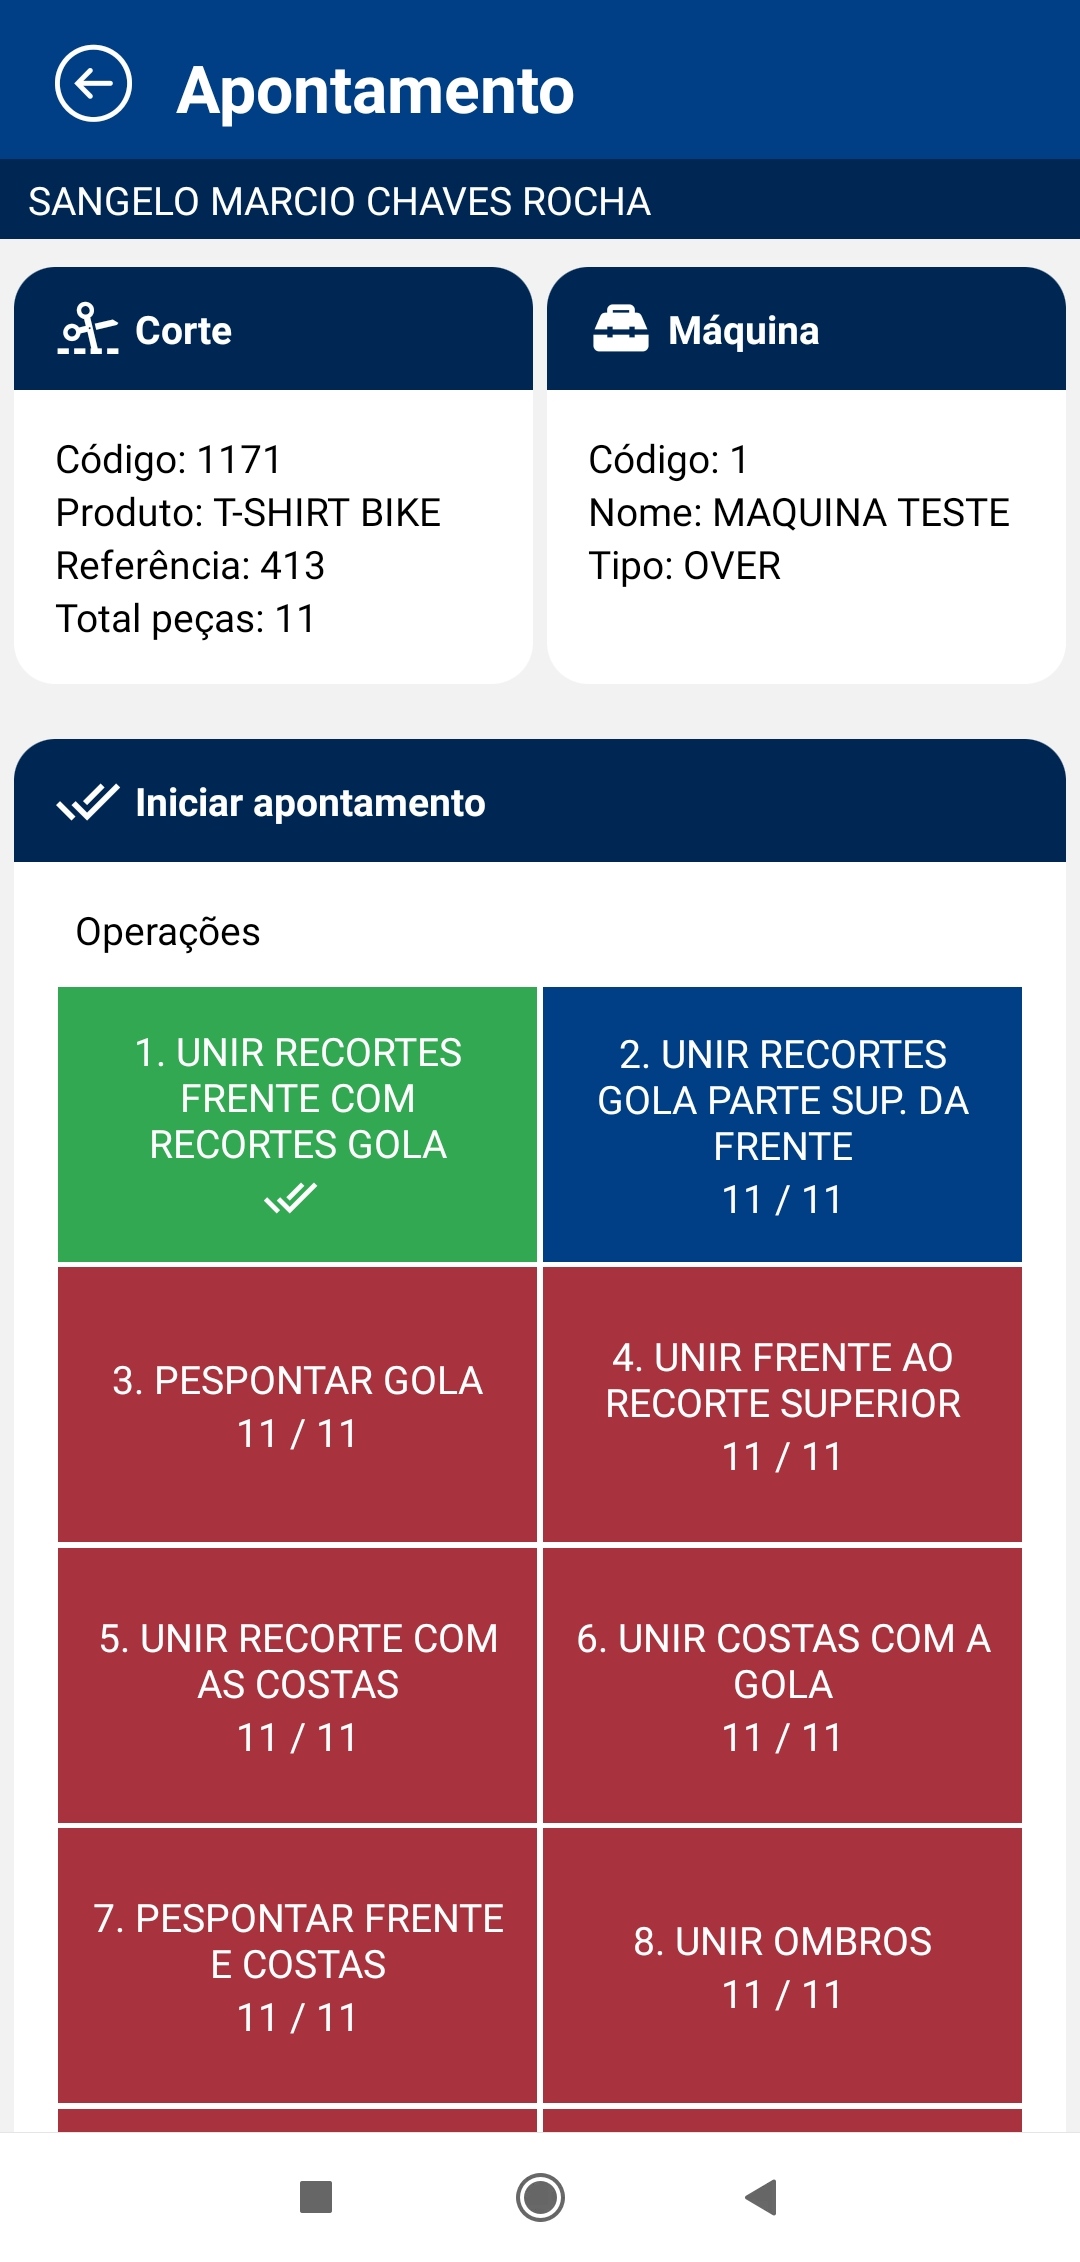 Apontamento
SANGELO MARCIO CHAVES ROCHA
Corte
Código: 1171
Produto: T-SHIRT BIKE
Referência: 413
Total peças: 11
Máquina
Código: 1
Nome: MAQUINA TESTE
Tipo: OVER
Iniciar apontamento
Operações
1. UNIR RECORTES
FRENTE COM
RECORTES GOLA
2. UNIR RECORTES
GOLA PARTE SUP. DA
FRENTE
11 / 11
3. PESPONTAR GOLA
11 / 11
4. UNIR FRENTE AO
RECORTE SUPERIOR
11 / 11
5. UNIR RECORTE COM
AS COSTAS
11 / 11
6. UNIR COSTAS COM A
GOLA
11 / 11
7. PESPONTAR FRENTE
E COSTAS
11 / 11
8. UNIR OMBROS
11 / 11